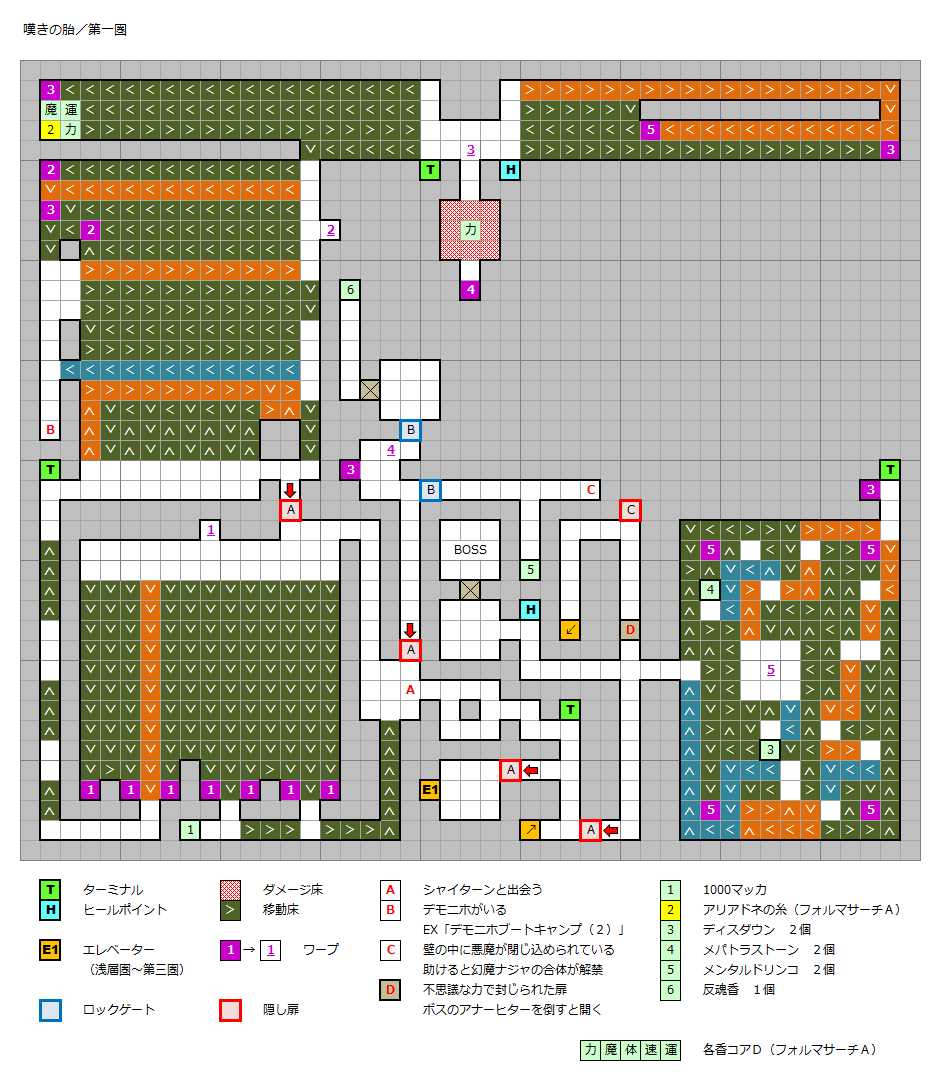 嘆きの胎／第一圏
3
魔 運
2 力 5
3 3
2 T H
3
2 2 力
6 4
B B
4
T 3 T
B C 3
A C
1
BOSS 5 5
5
4
H
D
A
5
A
T
3
A
1 1 1 1 1 1 1 E1
5 5
1 A
T ターミナル
H ヒールポイント
E1 エレベーター
（浅層圏～第三圏）
ロックゲート
ダメージ床
> 移動床
1→1 ワープ
隠し扉
A シャイターンと出会う
B デモニホがいる
EX「デモニホブートキャンプ（２）」
C 壁の中に悪魔が閉じ込められている
助けると幻魔ナジャの合体が解禁
D 不思議な力で封じられた扉
ボスのアナーヒターを倒すと開く
1 1000マッカ
2 アリアドネの糸（フォルマサーチＡ）
3 ディスダウン　２個
4 メパトラストーン　２個
5 メンタルドリンコ　２個
6 反魂香　１個
力 魔 体 速 運 各香コアＤ（フォルマサーチＡ）